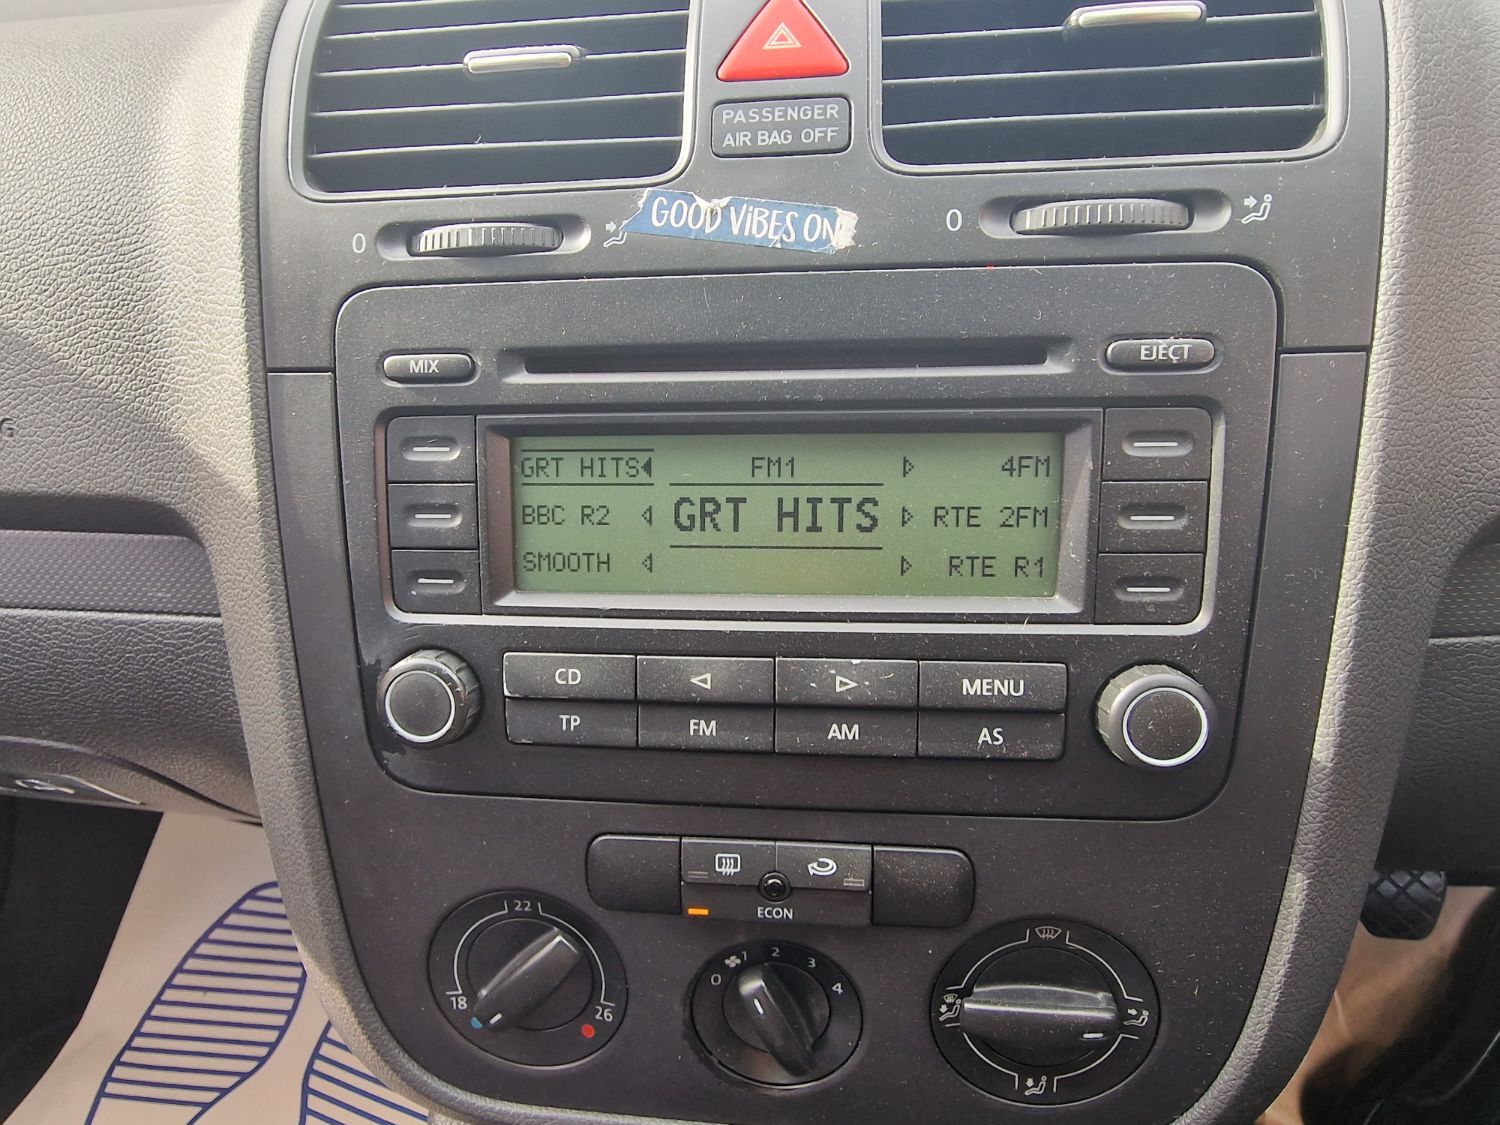 PASSENGER
AIR BAG OFF
GOOD ViBES ON
0
0
MIX
EJECT
GRT HITS FM1 4FM
BBC R2 GRT HITS RTE 2FM
SMOOTH RTE R1
CD
MENU
TP FM AM AS
ECON
22
18 26
0 1 2 3 4
G